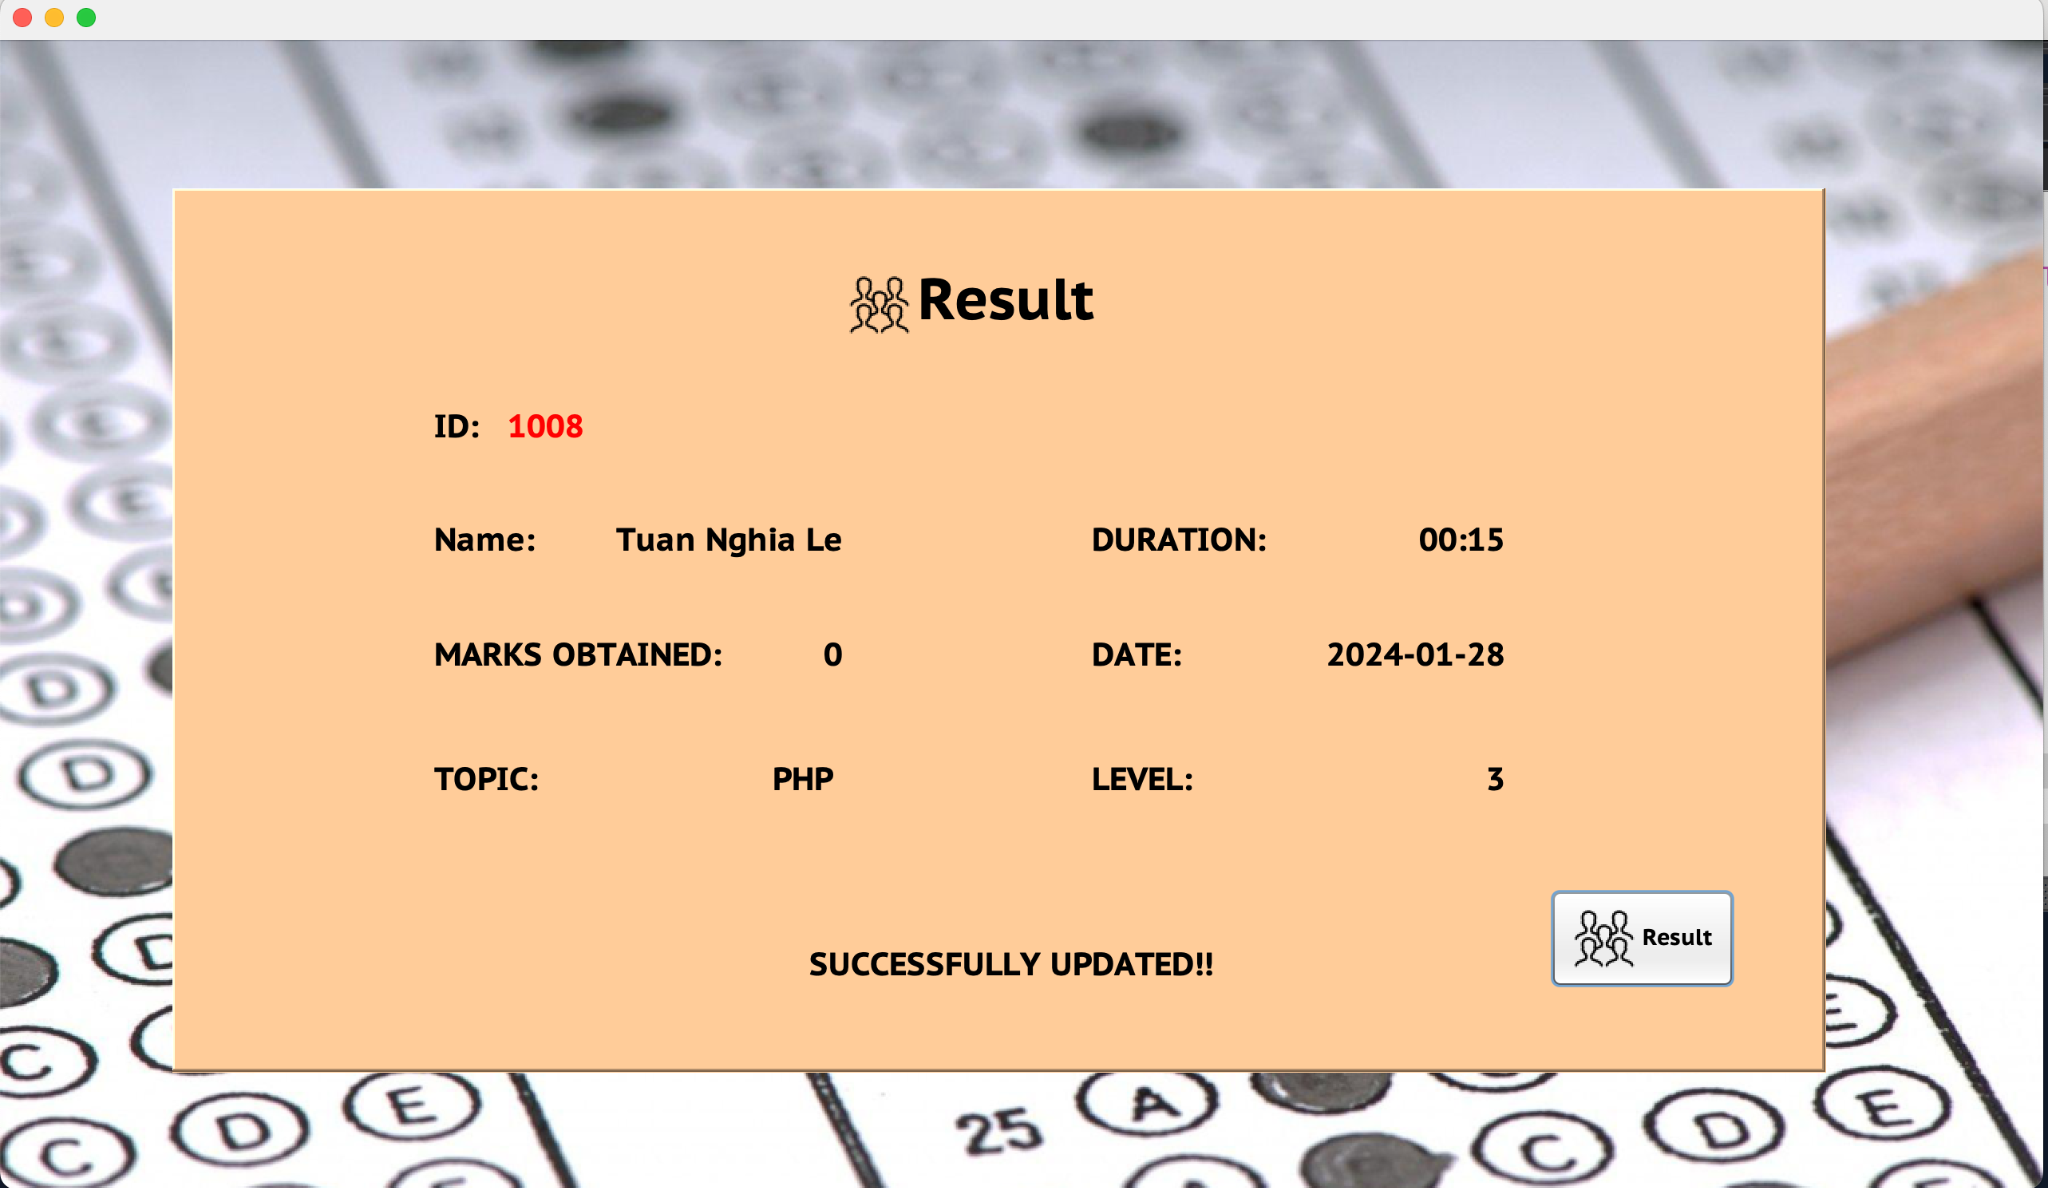 Result
ID: 1008
Name: Tuan Nghia Le DURATION: 00:15
MARKS OBTAINED: 0 DATE: 2024-01-28
TOPIC: PHP LEVEL: 3
Result
SUCCESSFULLY UPDATED!!
E
E
D
D
D
E
C
D
E
25
A
E
C
C
D